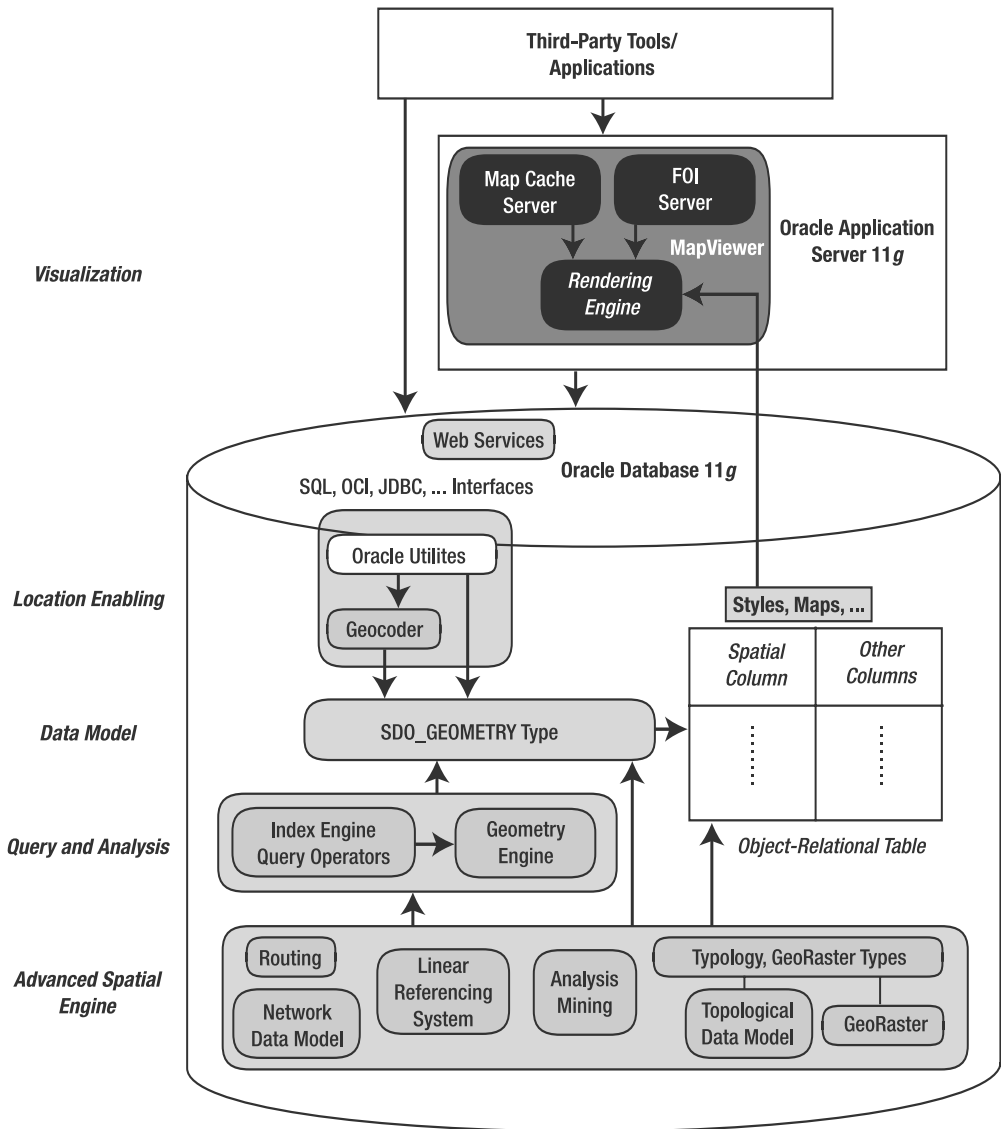 Third-Party Tools/
Applications
Map Cache
Server
FOI
Server
MapViewer
Rendering
Engine
Oracle Application
Server 11g
Visualization
Web Services
Oracle Database 11g
SQL, OCI, JDBC, ... Interfaces
Oracle Utilites
Geocoder
Location Enabling
Styles, Maps, ...
Spatial
Column
Other
Columns
Data Model
SDO_GEOMETRY Type
Query and Analysis
Index Engine
Query Operators
Geometry
Engine
Object-Relational Table
Advanced Spatial
Engine
Routing
Network
Data Model
Linear
Referencing
System
Analysis
Mining
Typology, GeoRaster Types
Topological
Data Model
GeoRaster